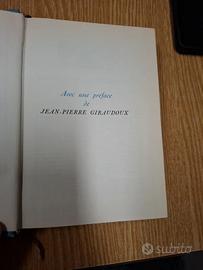 Avec une préface
de
JEAN-PIERRE GIRAUDOUX
subito